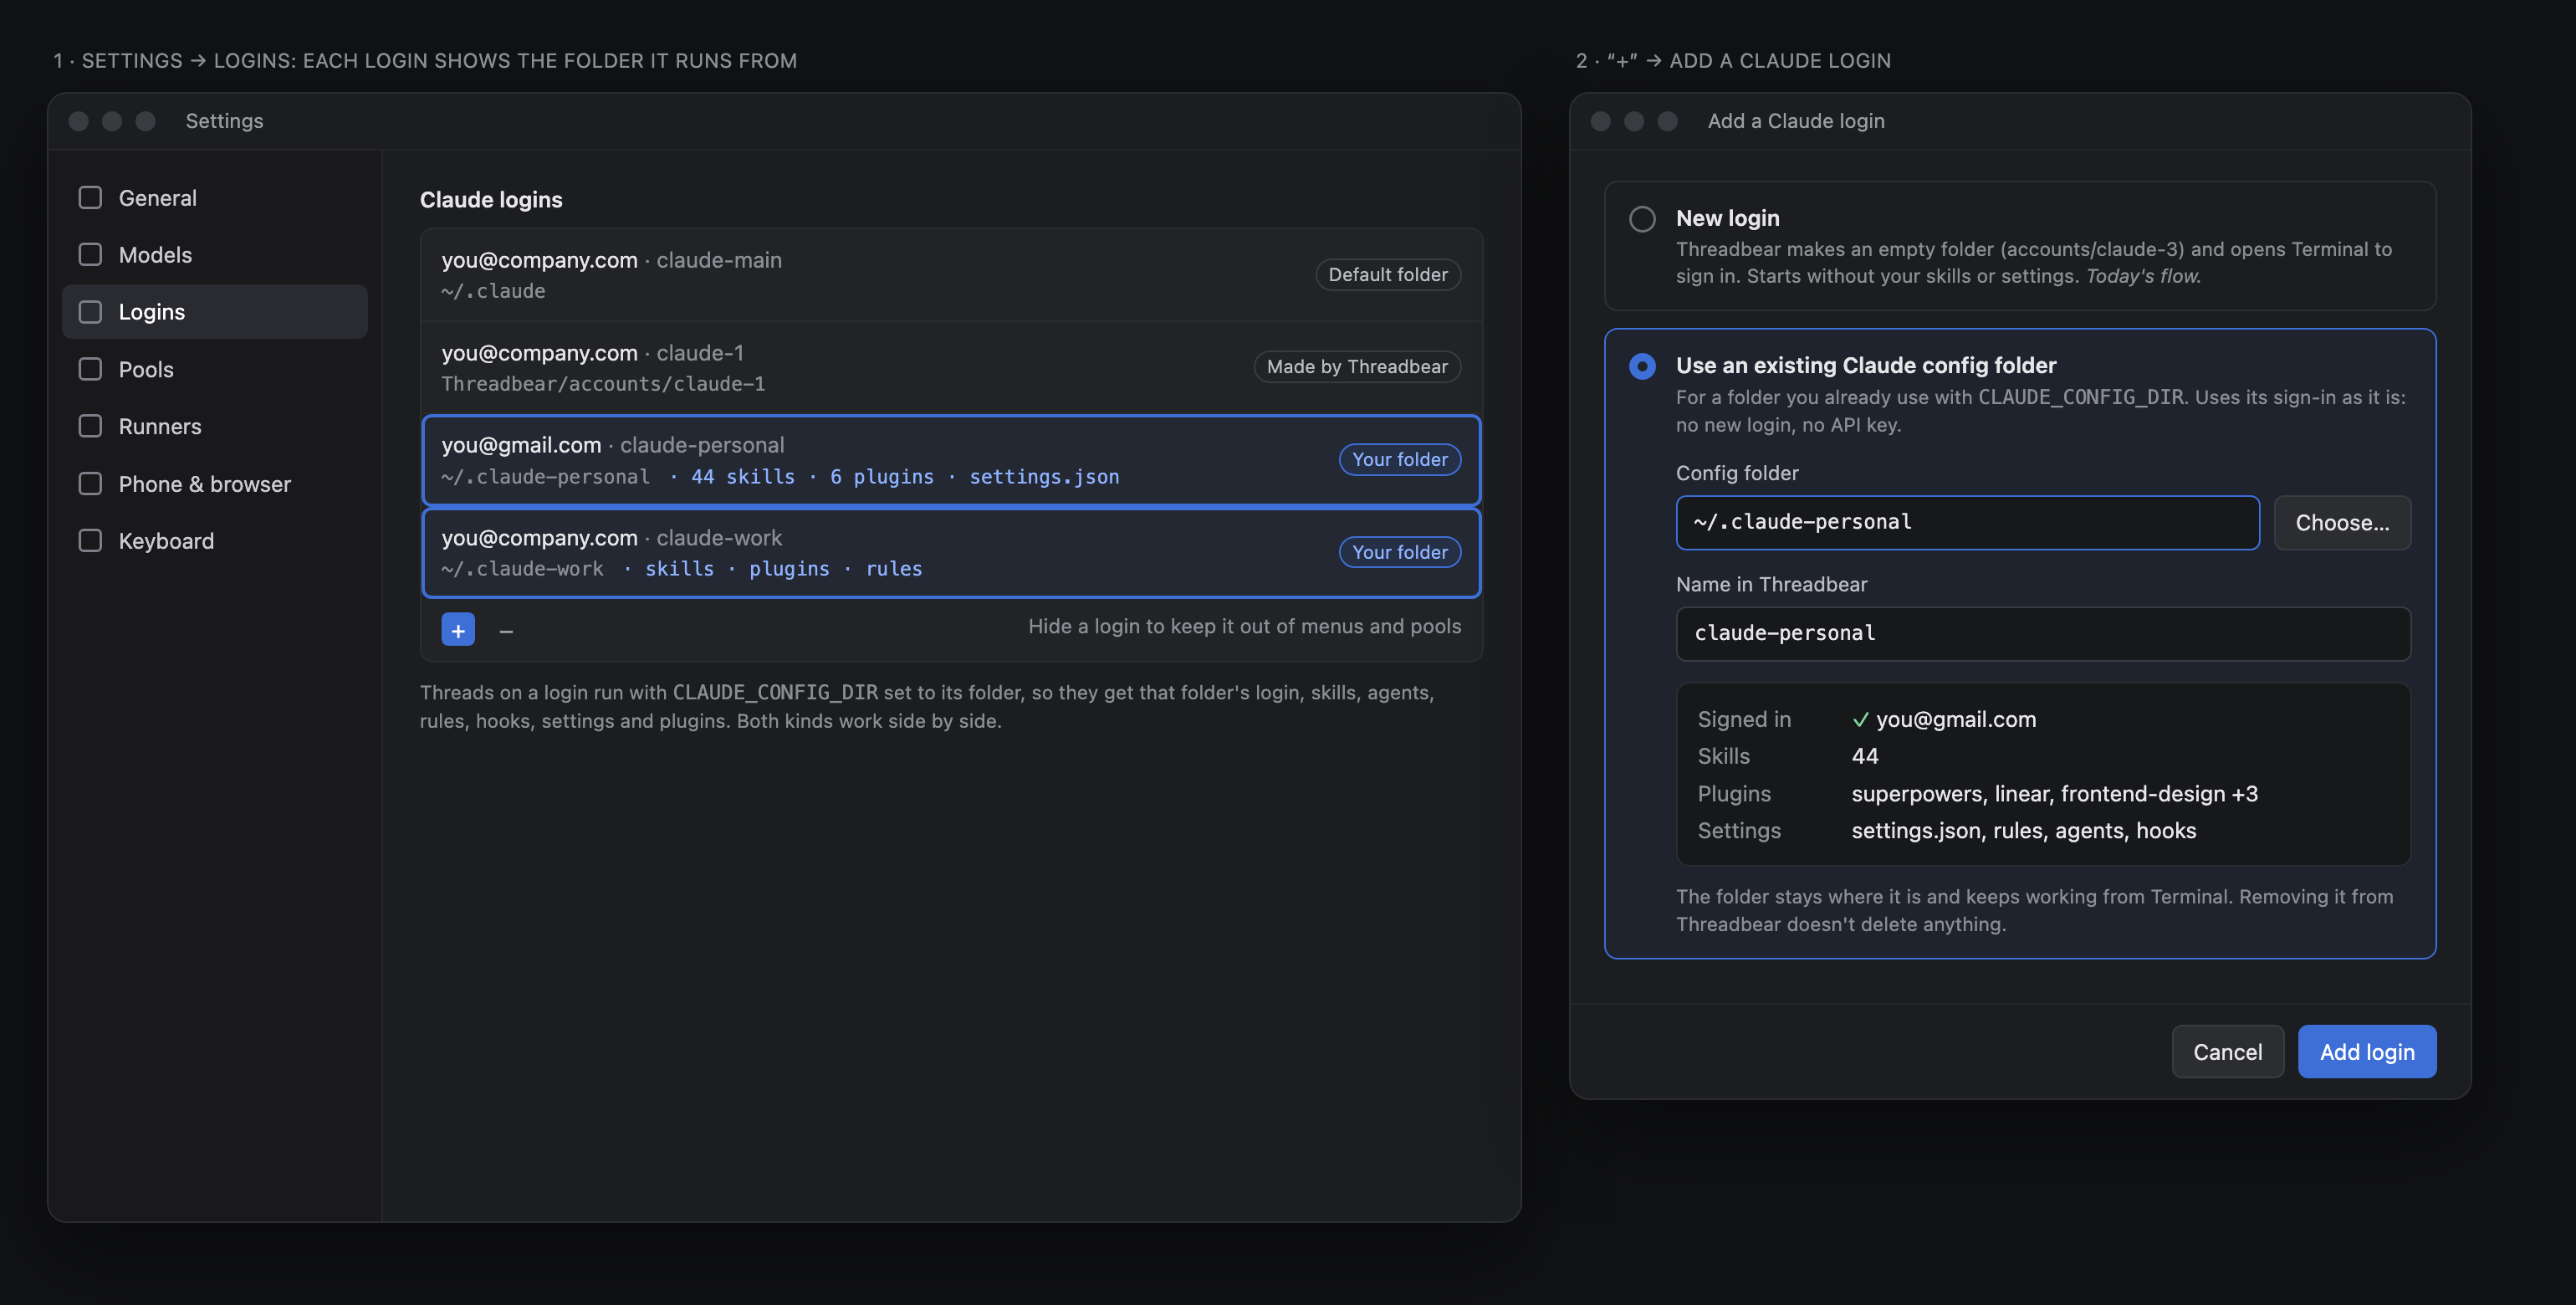 1 · SETTINGS → LOGINS: EACH LOGIN SHOWS THE FOLDER IT RUNS FROM
Settings
General
Models
Logins
Pools
Runners
Phone & browser
Keyboard
Claude logins
you@company.com · claude-main
~/.claude
Default folder
you@company.com · claude-1
Threadbear/accounts/claude-1
Made by Threadbear
you@gmail.com · claude-personal
~/.claude-personal · 44 skills · 6 plugins · settings.json
Your folder
you@company.com · claude-work
~/.claude-work · skills · plugins · rules
Your folder
+ −
Hide a login to keep it out of menus and pools
Threads on a login run with CLAUDE_CONFIG_DIR set to its folder, so they get that folder's login, skills, agents,
rules, hooks, settings and plugins. Both kinds work side by side.
2 · “+” → ADD A CLAUDE LOGIN
Add a Claude login
New login
Threadbear makes an empty folder (accounts/claude-3) and opens Terminal to
sign in. Starts without your skills or settings. Today's flow.
Use an existing Claude config folder
For a folder you already use with CLAUDE_CONFIG_DIR. Uses its sign-in as it is:
no new login, no API key.
Config folder
~/.claude-personal
Choose…
Name in Threadbear
claude-personal
Signed in ✓ you@gmail.com
Skills 44
Plugins superpowers, linear, frontend-design +3
Settings settings.json, rules, agents, hooks
The folder stays where it is and keeps working from Terminal. Removing it from
Threadbear doesn't delete anything.
Cancel
Add login